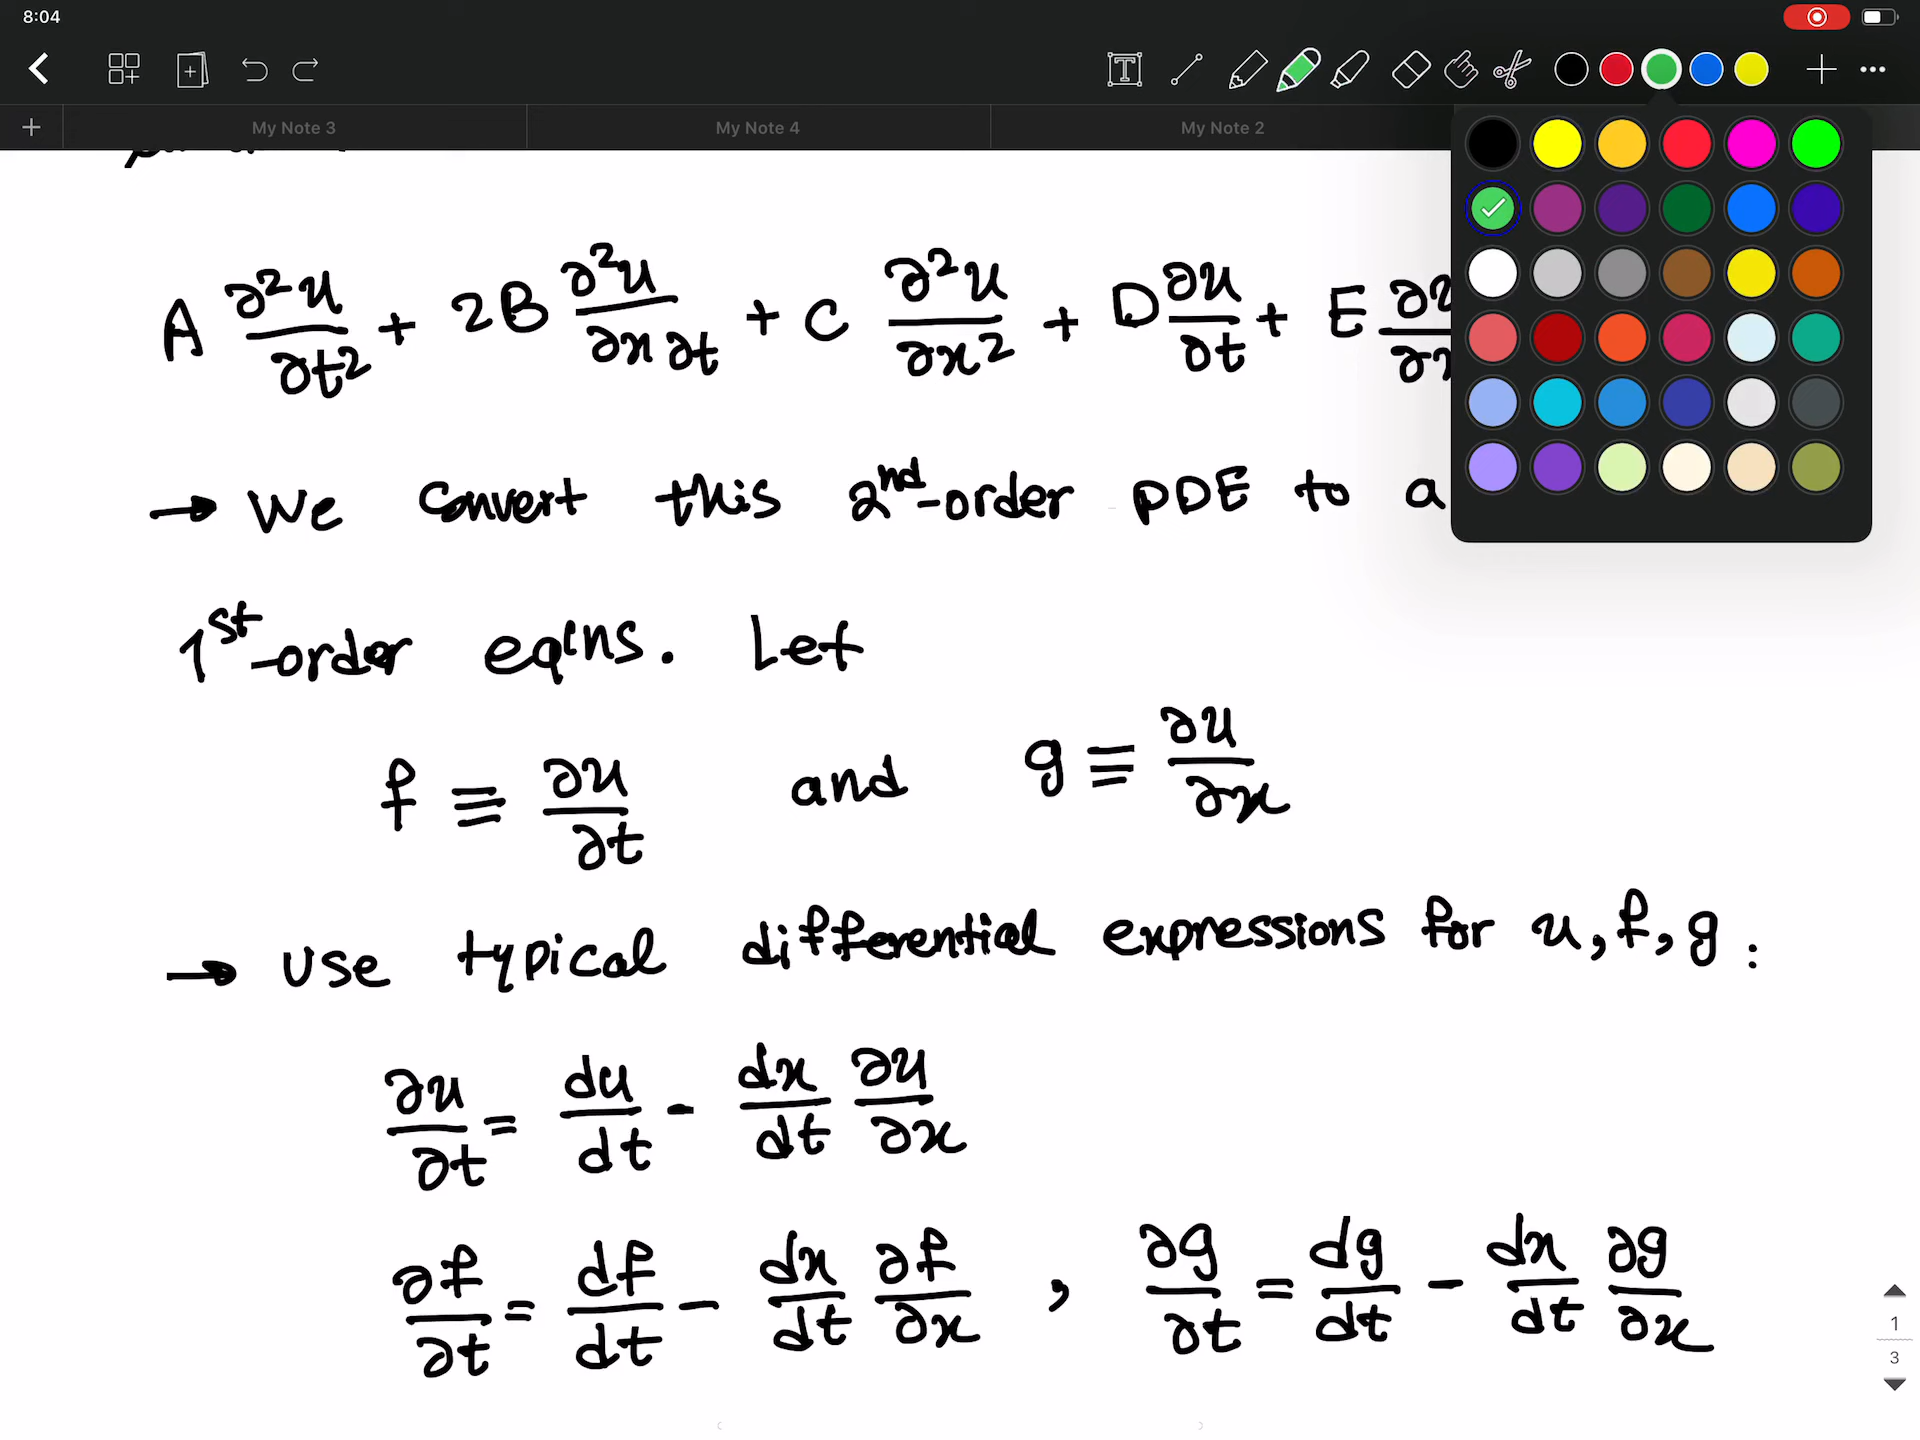 8:04
My Note 3
My Note 4
My Note 2
A ∂²u/∂t² + 2B ∂²u/∂x∂t + C ∂²u/∂x² + D ∂u/∂t + E
→ We convert this 2nd-order PDE to a
1st-order eq'ns. Let
f ≡ ∂u/∂t and g ≡ ∂u/∂x
→ Use typical differential expressions for u, f, g :
∂u/∂t = du/dt - dx/dt ∂u/∂x
∂f/∂t = df/dt - dx/dt ∂f/∂x , ∂g/∂t = dg/dt - dx/dt ∂g/∂x
1
3